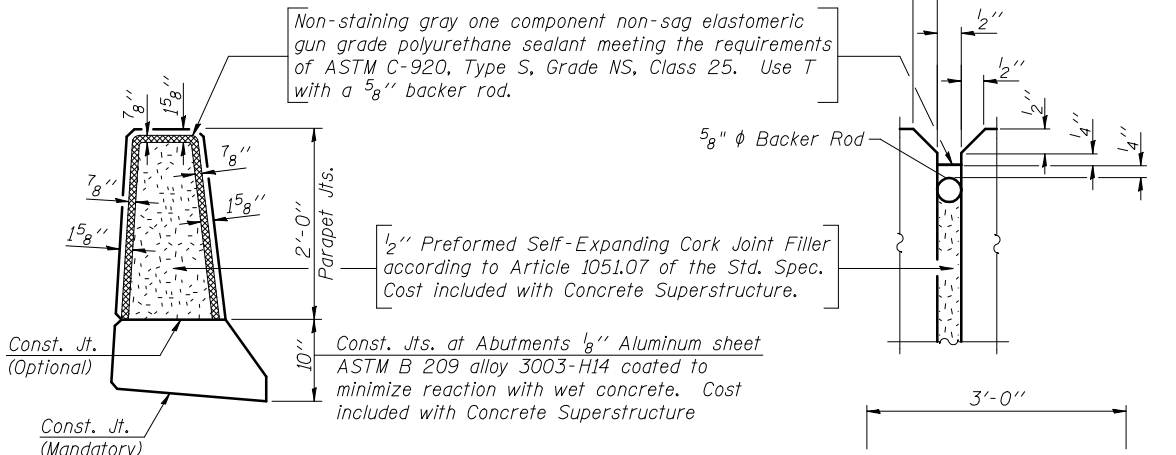 Non-staining gray one component non-sag elastomeric
gun grade polyurethane sealant meeting the requirements
of ASTM C-920, Type S, Grade NS, Class 25. Use T
with a 5/8" backer rod.
1/2"
1/2"
1/2"
1/4"
1/4"
5/8" ϕ Backer Rod
7/8"
1 5/8"
7/8"
7/8"
1 5/8"
1 5/8"
2'-0"
Parapet Jts.
1/2" Preformed Self-Expanding Cork Joint Filler
according to Article 1051.07 of the Std. Spec.
Cost included with Concrete Superstructure.
Const. Jt.
(Optional)
10"
Const. Jts. at Abutments 1/8" Aluminum sheet
ASTM B 209 alloy 3003-H14 coated to
minimize reaction with wet concrete. Cost
included with Concrete Superstructure
Const. Jt.
(Mandatory)
3'-0"